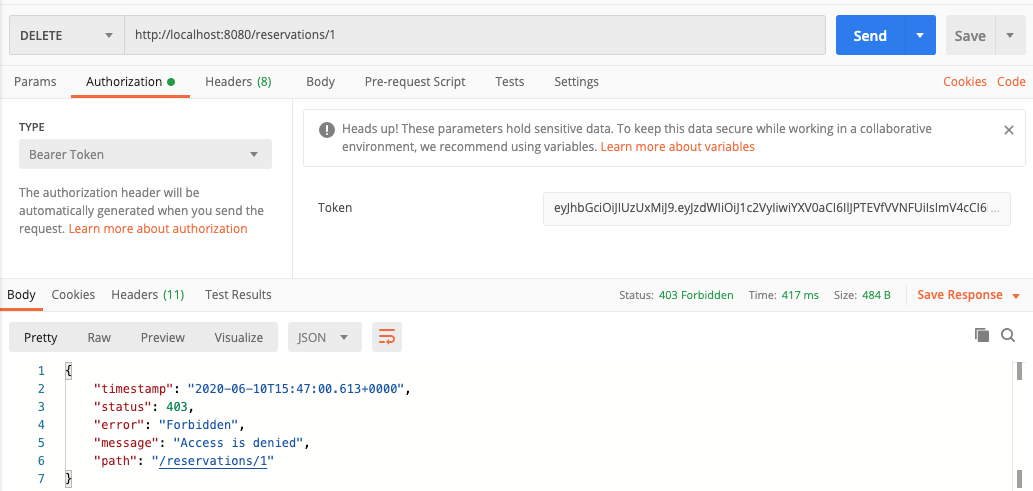 DELETE http://localhost:8080/reservations/1 Send Save
Params Authorization Headers (8) Body Pre-request Script Tests Settings Cookies Code
TYPE
Bearer Token
The authorization header will be
automatically generated when you send the
request. Learn more about authorization
Heads up! These parameters hold sensitive data. To keep this data secure while working in a collaborative
environment, we recommend using variables. Learn more about variables
Token eyJhbGciOiJIUzUxMiJ9.eyJzdWIiOiJ1c2VyIiwiYXV0aCI6IlJPTEVfVVNFUiIsImV4cCI6 ...
Body Cookies Headers (11) Test Results Status: 403 Forbidden Time: 417 ms Size: 484 B Save Response
Pretty Raw Preview Visualize JSON
1 {
2 "timestamp": "2020-06-10T15:47:00.613+0000",
3 "status": 403,
4 "error": "Forbidden",
5 "message": "Access is denied",
6 "path": "/reservations/1"
7 }